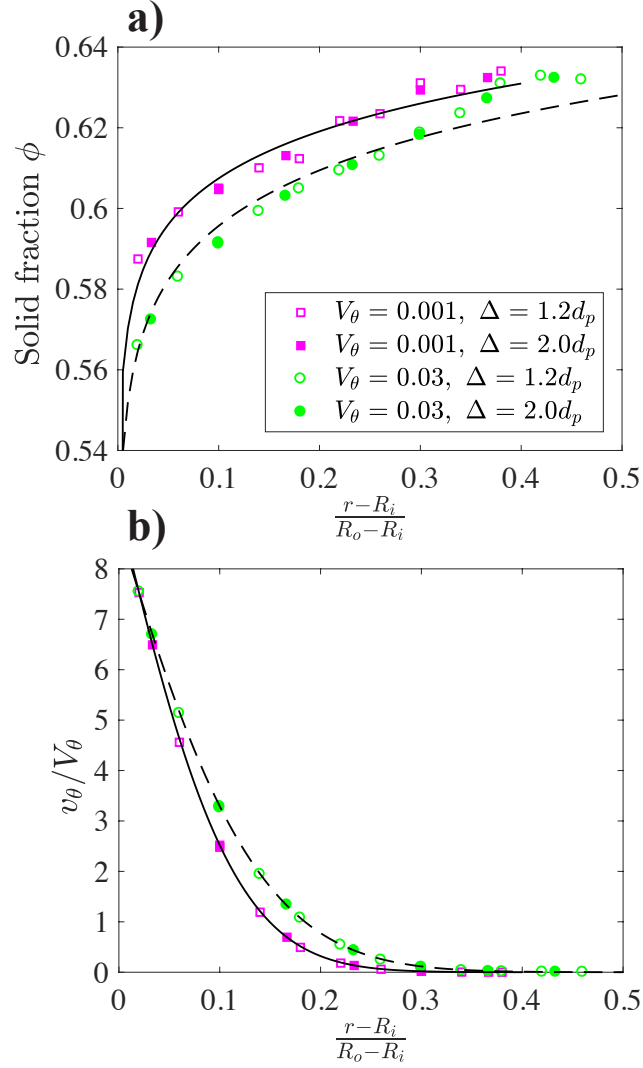 a)
0.64
0.62
0.6
0.58
0.56
0.54
Solid fraction ϕ
V_θ = 0.001, Δ = 1.2d_p
V_θ = 0.001, Δ = 2.0d_p
V_θ = 0.03, Δ = 1.2d_p
V_θ = 0.03, Δ = 2.0d_p
0 0.1 0.2 0.3 0.4 0.5
r−R_i
R_o−R_i
b)
8
7
6
5
4
3
2
1
0
v_θ/V_θ
0 0.1 0.2 0.3 0.4 0.5
r−R_i
R_o−R_i